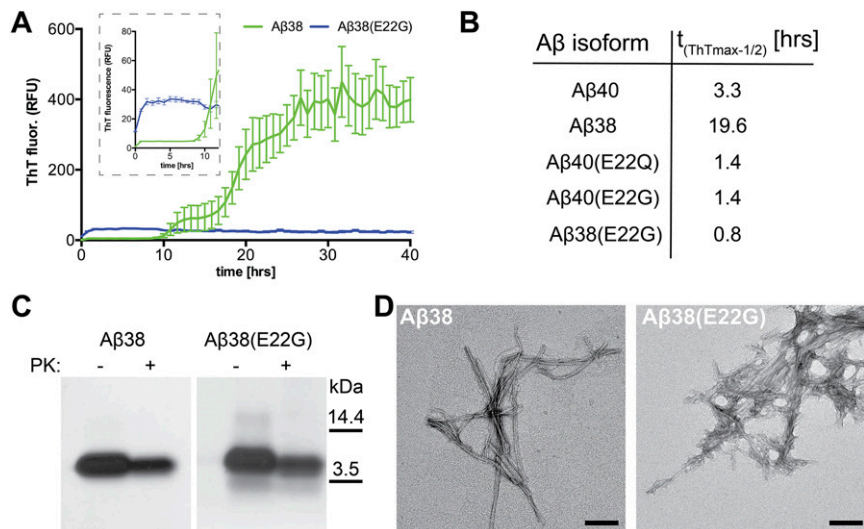 A
Aβ38 Aβ38(E22G)
600
400
200
0
ThT fluor. (RFU)
0 10 20 30 40
time [hrs]
80
60
40
20
0
ThT fluorescence (RFU)
0 5 10
time [hrs]
B
Aβ isoform t(ThTmax-1/2) [hrs]
Aβ40 3.3
Aβ38 19.6
Aβ40(E22Q) 1.4
Aβ40(E22G) 1.4
Aβ38(E22G) 0.8
C
Aβ38 Aβ38(E22G)
PK: - + - +
kDa
14.4
3.5
D
Aβ38 Aβ38(E22G)